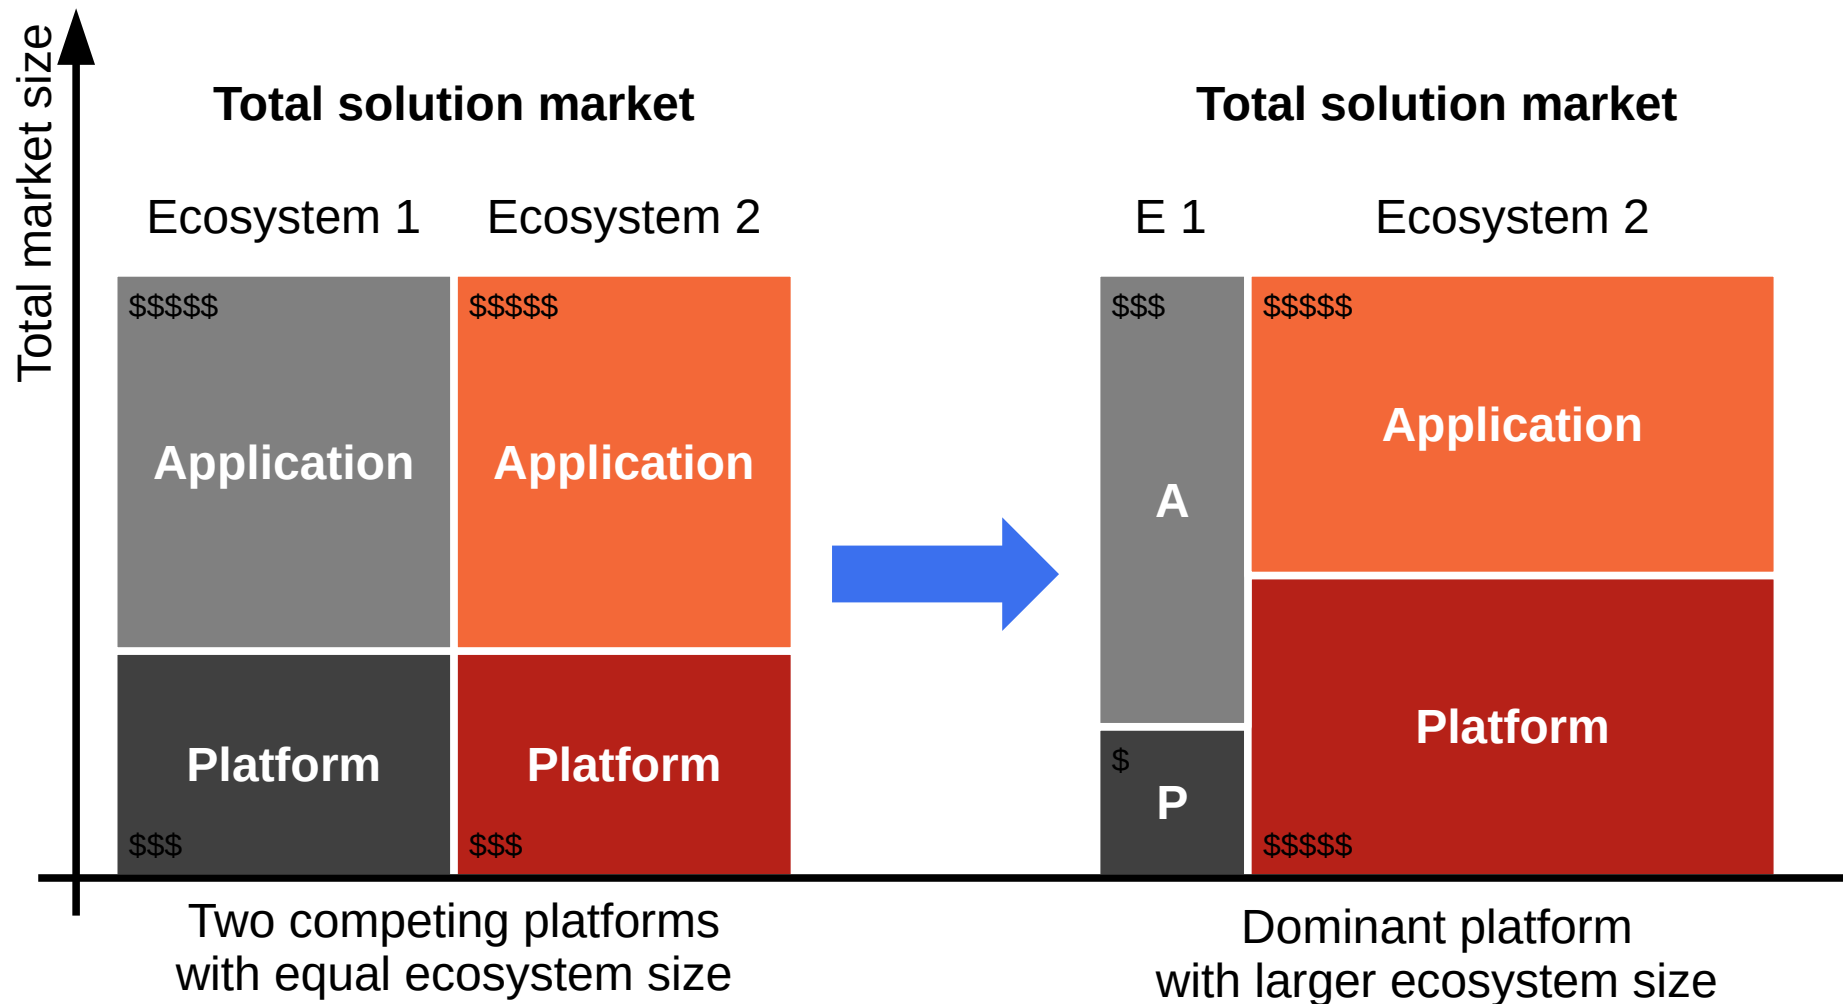 Total market size
Total solution market
Ecosystem 1
Ecosystem 2
$$$$$
Application
$$$$$
Application
Platform
$$$
Platform
$$$
Two competing platforms
with equal ecosystem size
Total solution market
E 1
Ecosystem 2
$$$
A
$$$$$
Application
$
P
Platform
$$$$$
Dominant platform
with larger ecosystem size